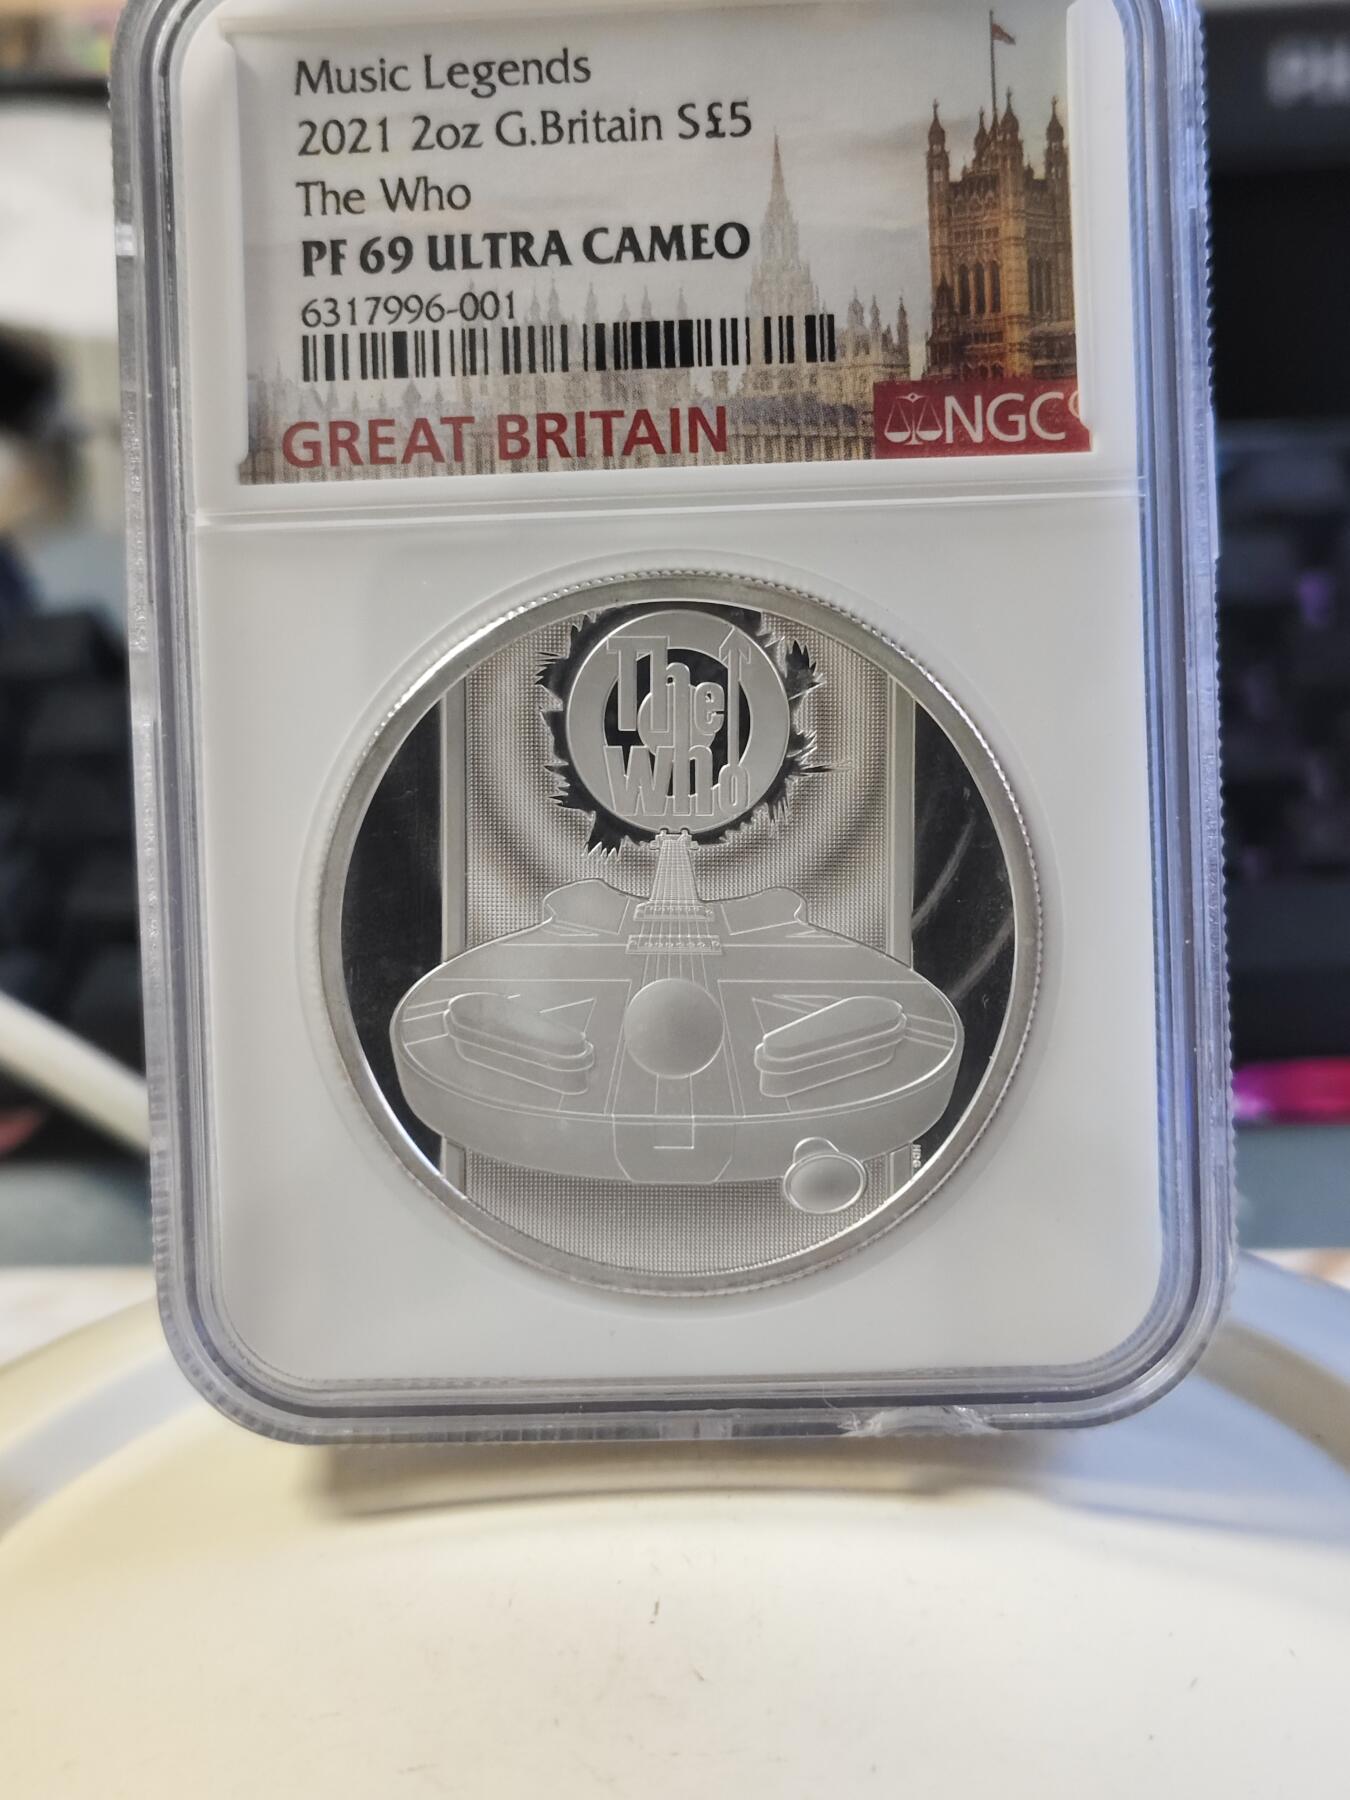 Music Legends
2021 2oz G.Britain S£5
The Who
PF 69 ULTRA CAMEO
6317996-001
GREAT BRITAIN
NGC
The
who
HDG